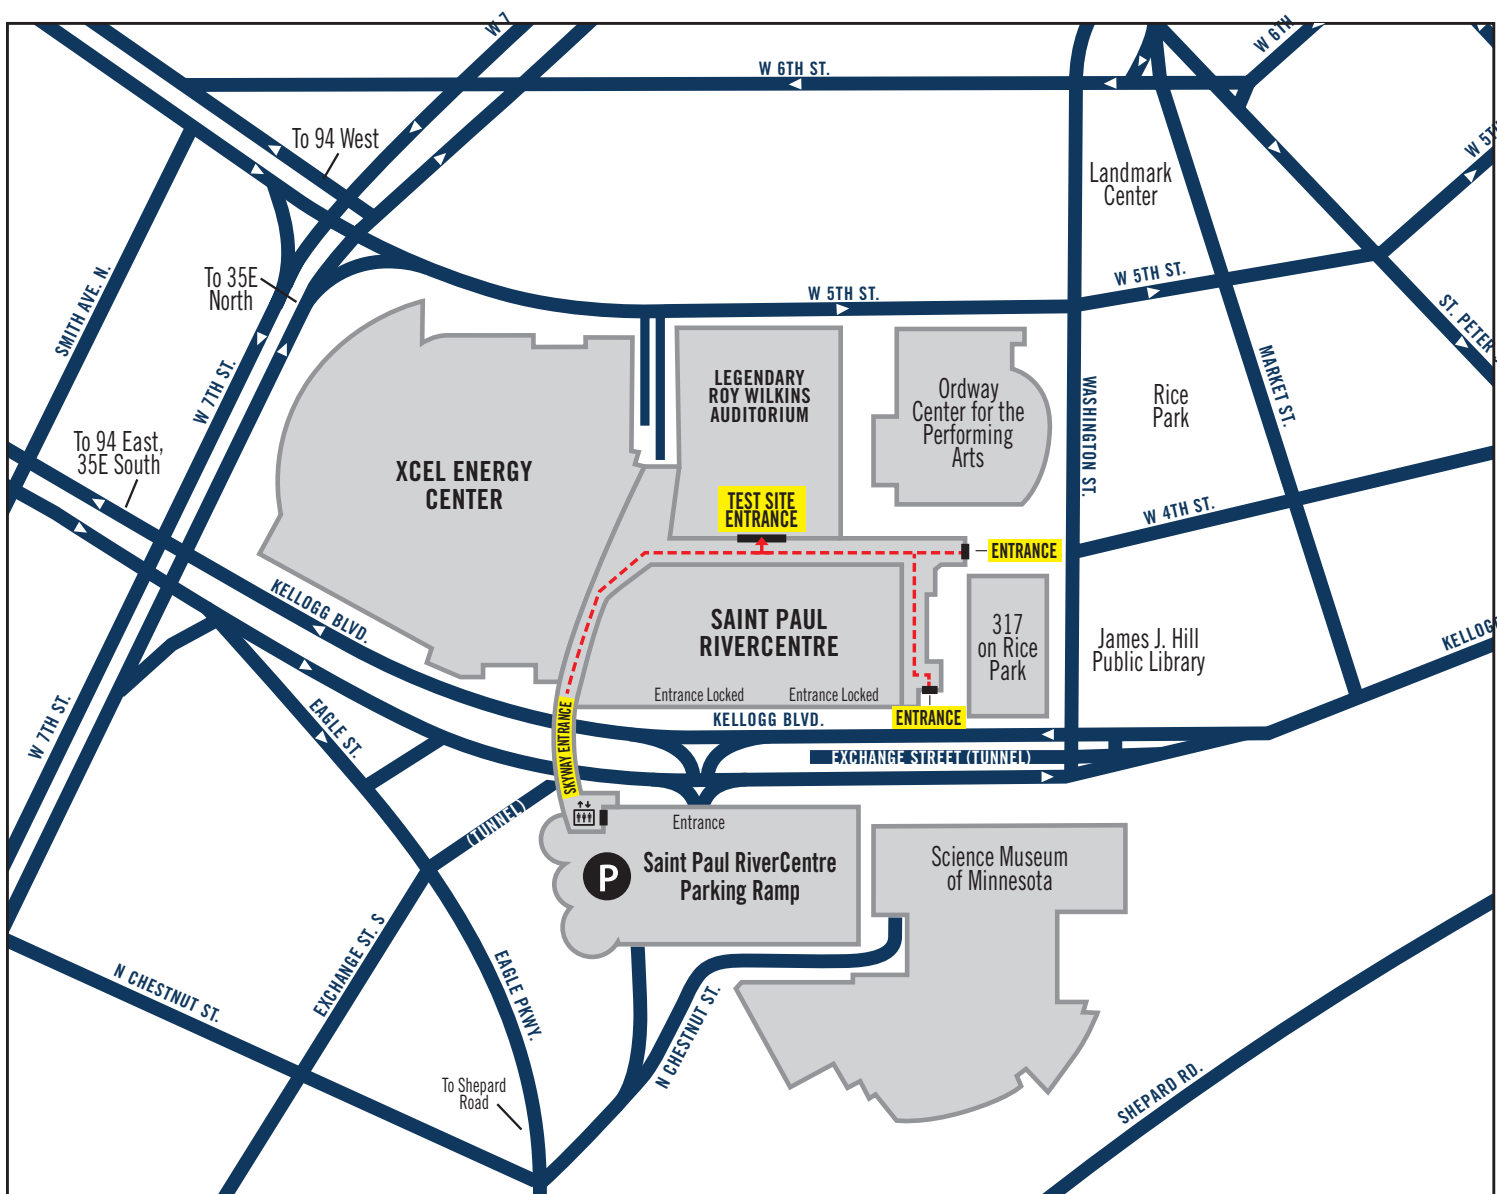 W 7
W 6TH
W 6TH ST.
To 94 West
W 5TH
Landmark
Center
SMITH AVE. N.
To 35E
North
W 5TH ST.
W 5TH ST.
ST. PETER
W 7TH ST.
LEGENDARY
ROY WILKINS
AUDITORIUM
Ordway
Center for the
Performing
Arts
WASHINGTON ST.
Rice
Park
MARKET ST.
To 94 East,
35E South
XCEL ENERGY
CENTER
TEST SITE
ENTRANCE
W 4TH ST.
ENTRANCE
KELLOGG BLVD.
SAINT PAUL
RIVERCENTRE
317
on Rice
Park
James J. Hill
Public Library
KELLOGG
Entrance Locked
Entrance Locked
ENTRANCE
KELLOGG BLVD.
W 7TH ST.
EAGLE ST.
SKYWAY ENTRANCE
EXCHANGE STREET (TUNNEL)
(TUNNEL)
Entrance
P
Saint Paul RiverCentre
Parking Ramp
Science Museum
of Minnesota
N CHESTNUT ST.
EXCHANGE ST. S
EAGLE PKWY.
N CHESTNUT ST.
To Shepard
Road
SHEPARD RD.